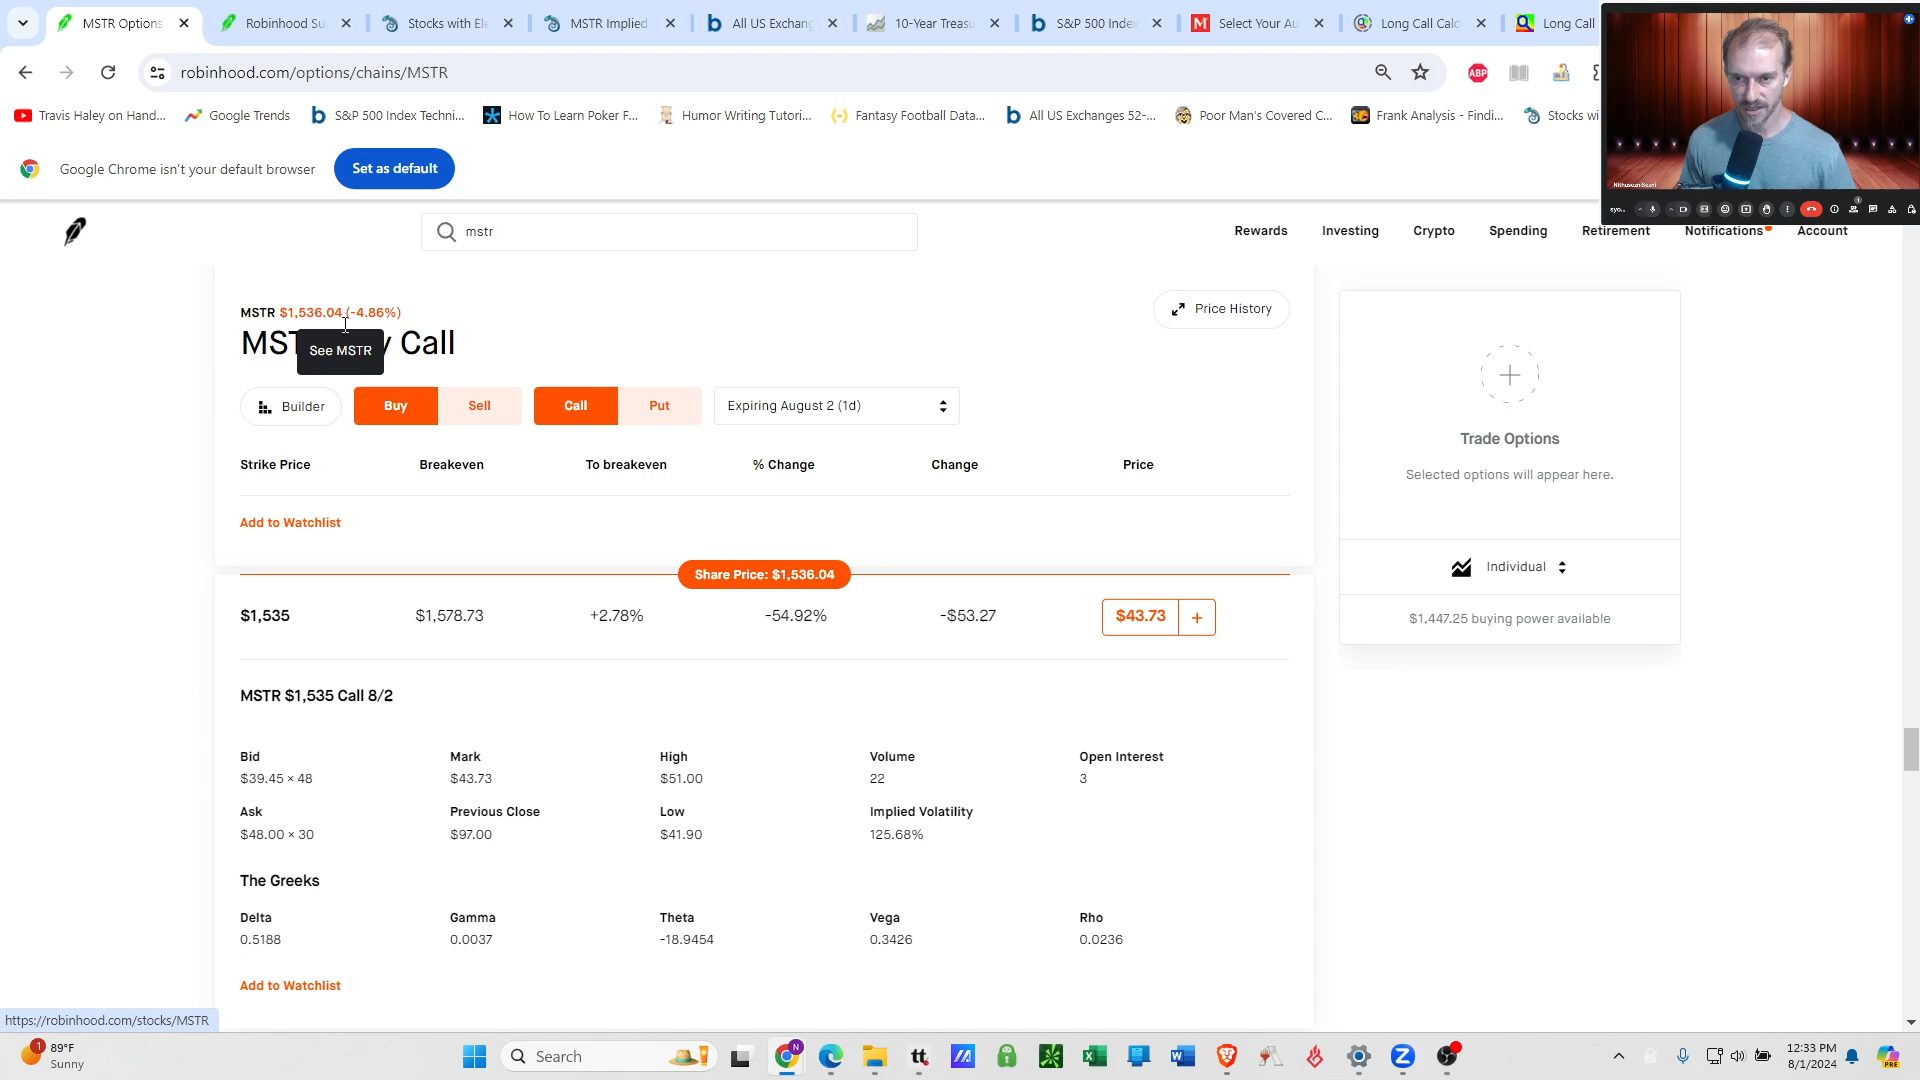 MSTR Options
Robinhood Su
Stocks with Ele
MSTR Implied
All US Exchang
10-Year Treasu
S&P 500 Index
Select Your Au
Long Call Calc
Long Call
robinhood.com/options/chains/MSTR
ABP
Travis Haley on Hand...
Google Trends
S&P 500 Index Techni...
How To Learn Poker F...
Humor Writing Tutori...
Fantasy Football Data...
All US Exchanges 52-...
Poor Man's Covered C...
Frank Analysis - Findi...
Stocks wi
Google Chrome isn't your default browser
Set as default
mstr
Rewards
Investing
Crypto
Spending
Retirement
Notifications
Account
MSTR $1,536.04 (-4.86%)
Price History
MST y Call
See MSTR
Builder
Buy
Sell
Call
Put
Expiring August 2 (1d)
Strike Price
Breakeven
To breakeven
% Change
Change
Price
Add to Watchlist
Share Price: $1,536.04
$1,535
$1,578.73
+2.78%
-54.92%
-$53.27
$43.73
+
MSTR $1,535 Call 8/2
Bid
Mark
High
Volume
Open Interest
$39.45 × 48
$43.73
$51.00
22
3
Ask
Previous Close
Low
Implied Volatility
$48.00 × 30
$97.00
$41.90
125.68%
The Greeks
Delta
Gamma
Theta
Vega
Rho
0.5188
0.0037
-18.9454
0.3426
0.0236
Add to Watchlist
Trade Options
Selected options will appear here.
Individual
$1,447.25 buying power available
https://robinhood.com/stocks/MSTR
1
89°F
Sunny
Search
N
tt
12:33 PM
8/1/2024
PRE